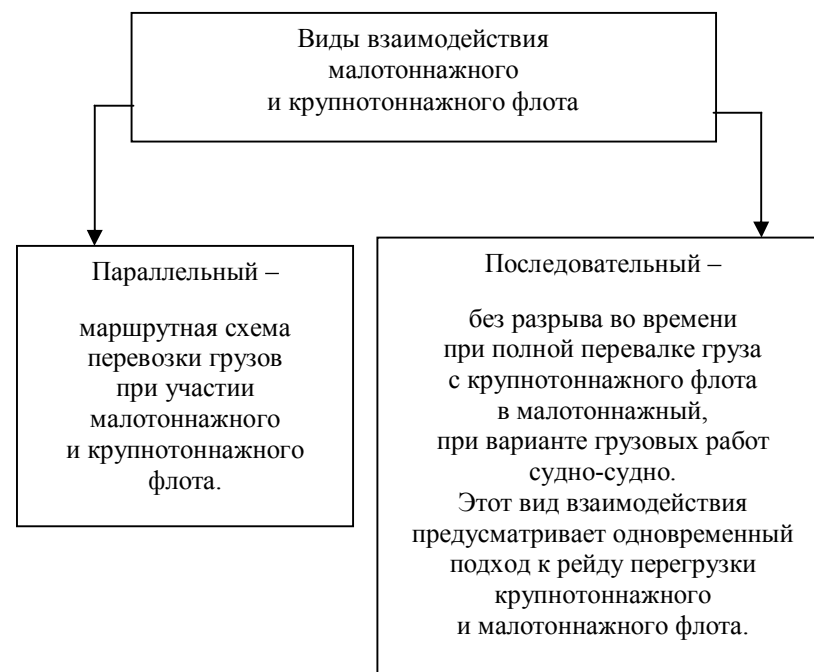 Виды взаимодействия
малотоннажного
и крупнотоннажного флота
Параллельный –
маршрутная схема
перевозки грузов
при участии
малотоннажного
и крупнотоннажного
флота.
Последовательный –
без разрыва во времени
при полной перевалке груза
с крупнотоннажного флота
в малотоннажный,
при варианте грузовых работ
судно-судно.
Этот вид взаимодействия
предусматривает одновременный
подход к рейду перегрузки
крупнотоннажного
и малотоннажного флота.